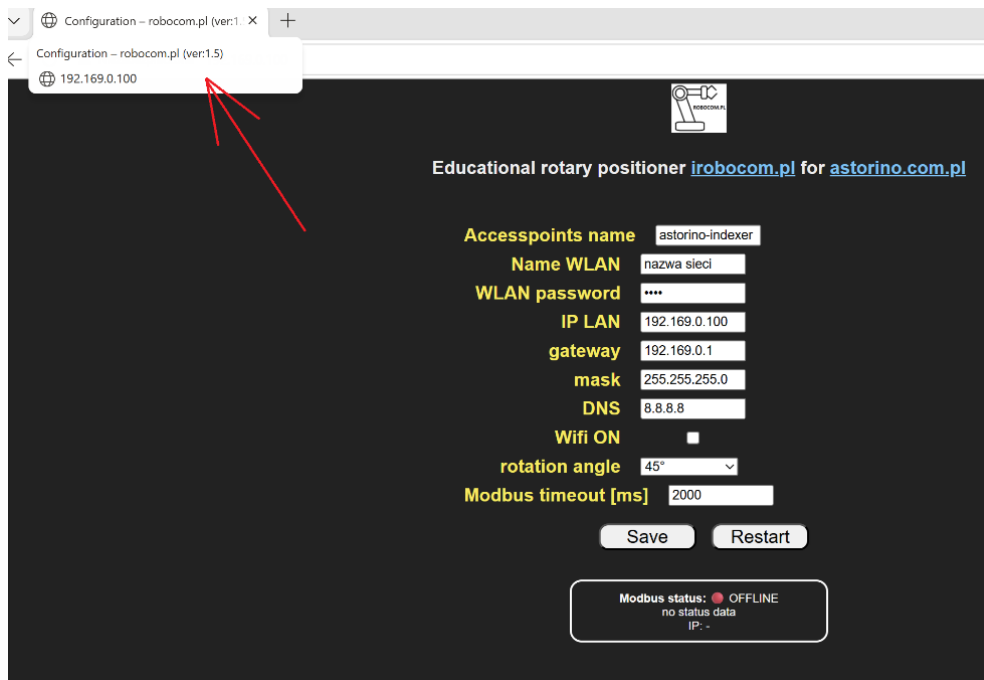 Configuration – robocom.pl (ver:1.
Configuration – robocom.pl (ver:1.5)
192.169.0.100
ROBOCOM.PL
Educational rotary positioner irobocom.pl for astorino.com.pl
Accesspoints name astorino-indexer
Name WLAN nazwa sieci
WLAN password ••••
IP LAN 192.169.0.100
gateway 192.169.0.1
mask 255.255.255.0
DNS 8.8.8.8
Wifi ON
rotation angle 45°
Modbus timeout [ms] 2000
Save Restart
Modbus status: OFFLINE
no status data
IP: -